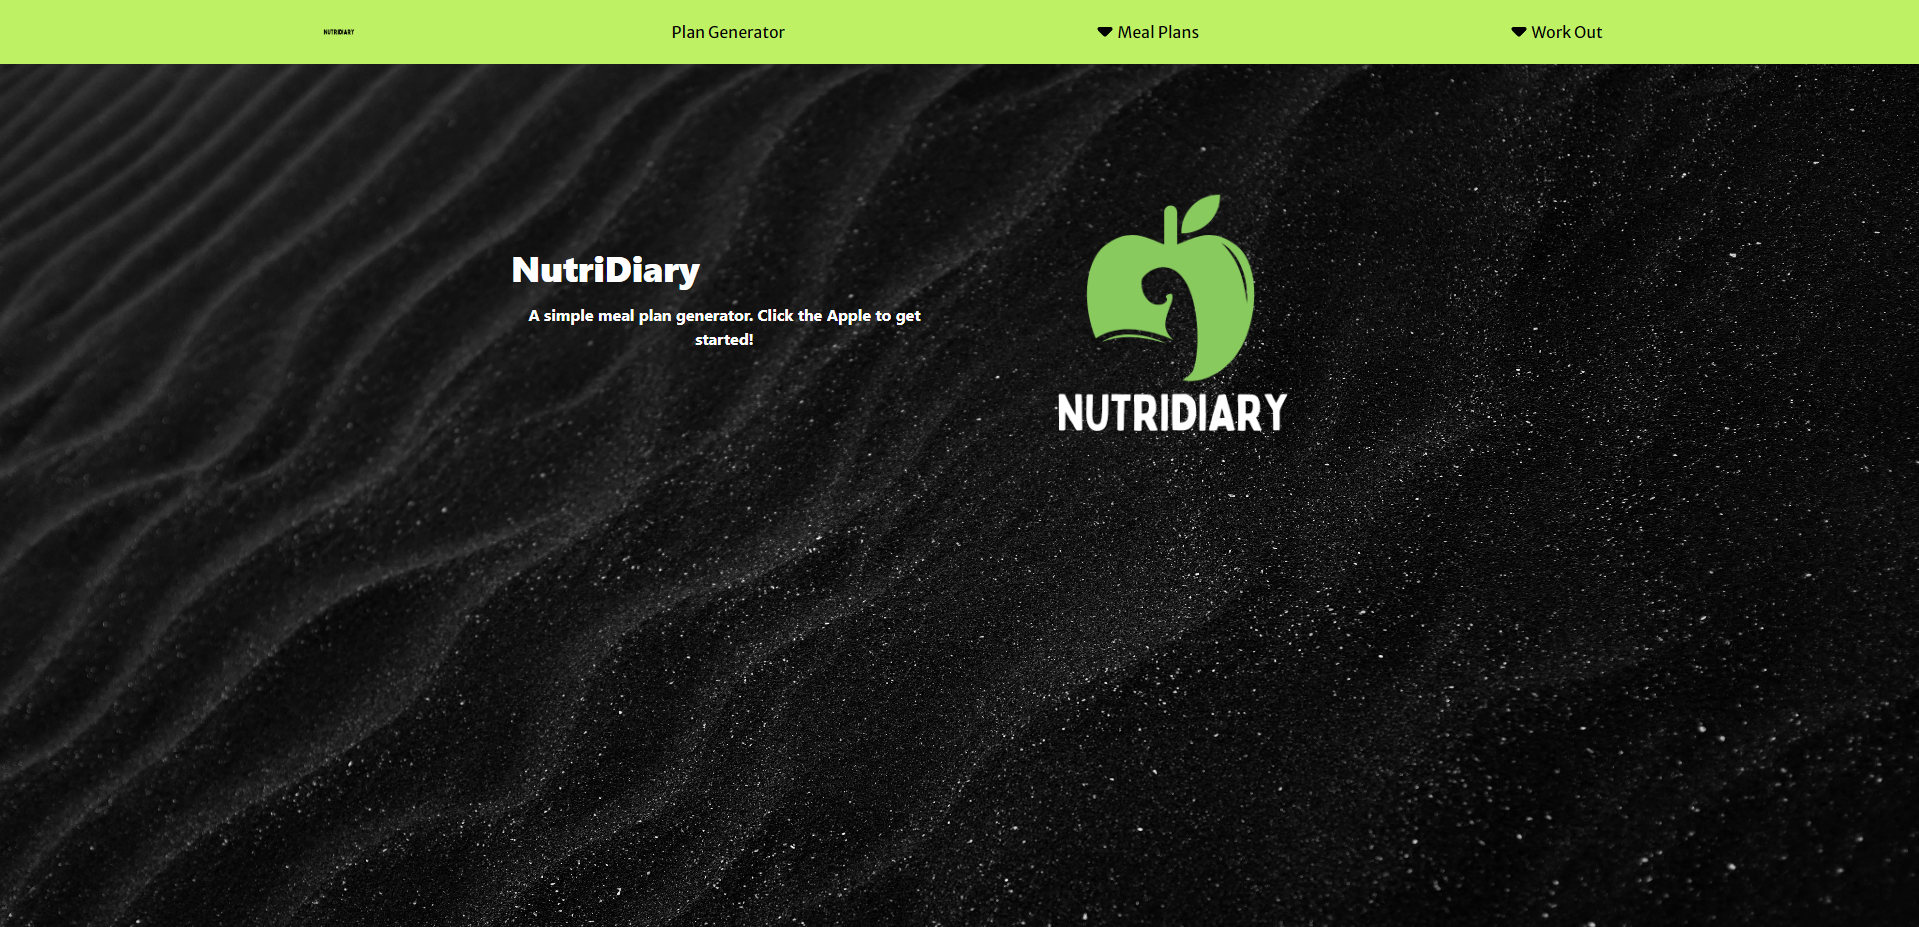 NUTRIDIARY
Plan Generator
Meal Plans
Work Out
NutriDiary
A simple meal plan generator. Click the Apple to get
started!
NUTRIDIARY